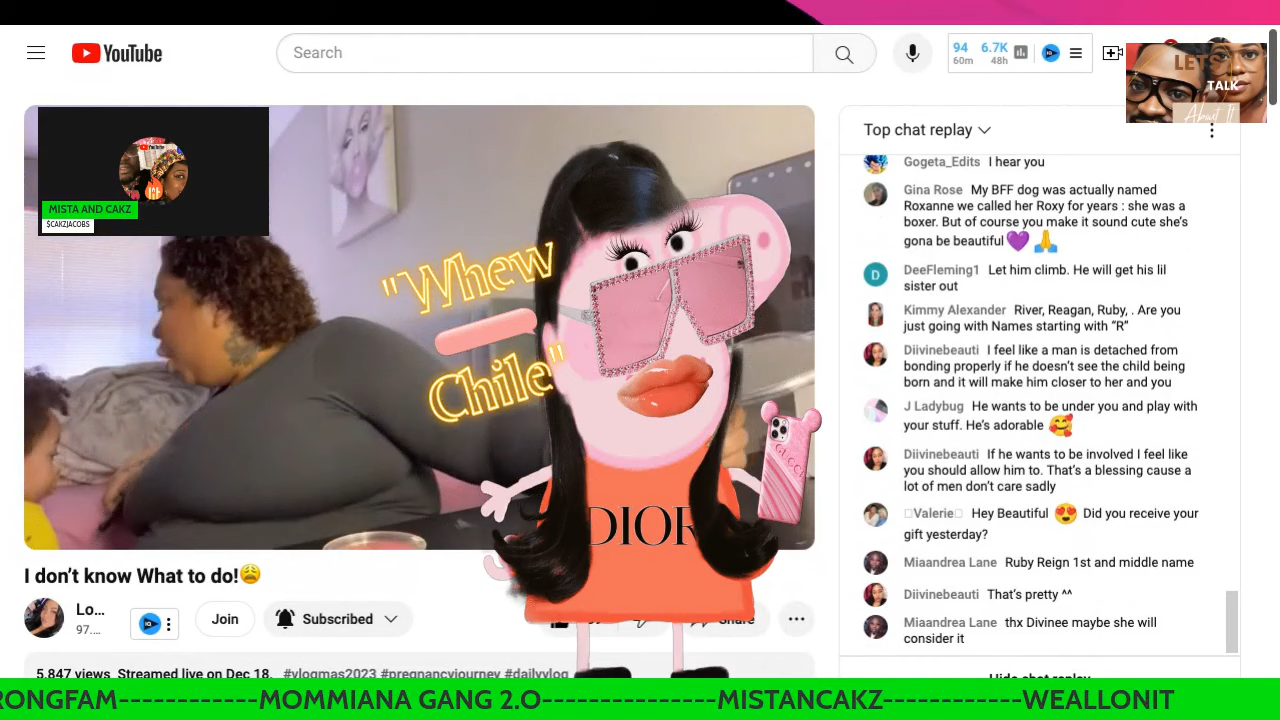 YouTube
Search
94 6.7K
60m 48h
LETS
TALK
About It
MISTA AND CAKZ
$CAKZJACOBS
"Whew
Chile"
GUCCI
DIOR
Top chat replay
Gogeta_Edits I hear you
Gina Rose My BFF dog was actually named
Roxanne we called her Roxy for years : she was a
boxer. But of course you make it sound cute she's
gona be beautiful💜🙏
D
DeeFleming1 Let him climb. He will get his lil
sister out
Kimmy Alexander River, Reagan, Ruby, . Are you
just going with Names starting with “R”
Diivinebeauti I feel like a man is detached from
bonding properly if he doesn't see the child being
born and it will make him closer to her and you
J Ladybug He wants to be under you and play with
your stuff. He's adorable 🥰
Diivinebeauti If he wants to be involved I feel like
you should allow him to. That's a blessing cause a
lot of men don't care sadly
Valerie Hey Beautiful 😍 Did you receive your
gift yesterday?
Miaandrea Lane Ruby Reign 1st and middle name
Diivinebeauti That's pretty ^^
Miaandrea Lane thx Divinee maybe she will
consider it
Hide chat replay
I don’t know What to do!😩
Lo...
97....
Join
Subscribed
Share
5,847 views Streamed live on Dec 18, #vlogmas2023 #pregnancyjourney #dailyvlog
RONGFAM------------MOMMIANA GANG 2.O---------------MISTANCAKZ------------WEALLONIT